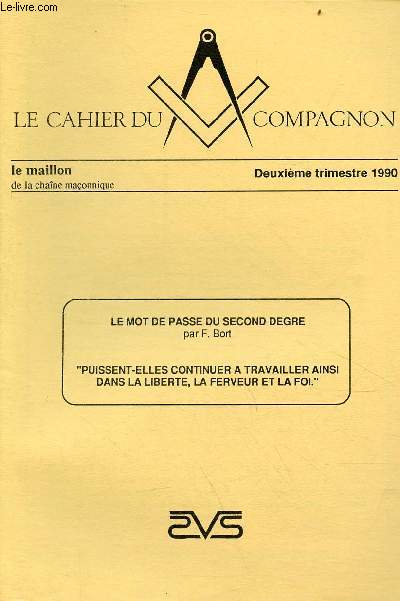 Le-livre.com
LE CAHIER DU COMPAGNON
le maillon
de la chaîne maçonnique
Deuxième trimestre 1990
LE MOT DE PASSE DU SECOND DEGRE
par F. Bort
"PUISSENT-ELLES CONTINUER A TRAVAILLER AINSI
DANS LA LIBERTE, LA FERVEUR ET LA FOI."
SVS